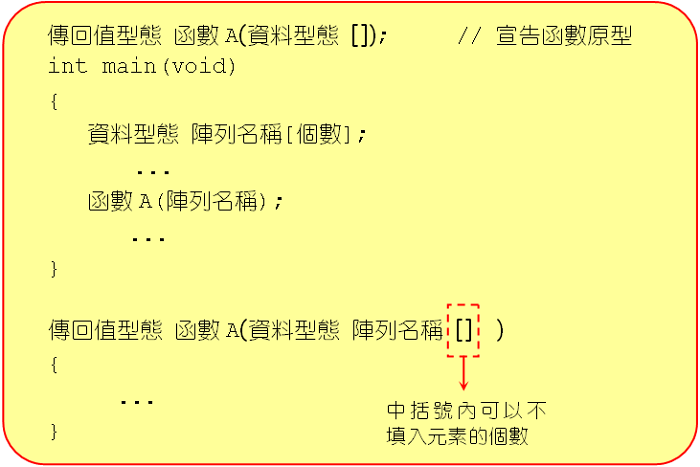 傳回值型態 函數A(資料型態 []);     // 宣告函數原型
int main(void)
{
資料型態 陣列名稱[個數];
...
函數A(陣列名稱);
...
}
傳回值型態 函數A(資料型態 陣列名稱 [] )
{
...
}
中括號內可以不
填入元素的個數